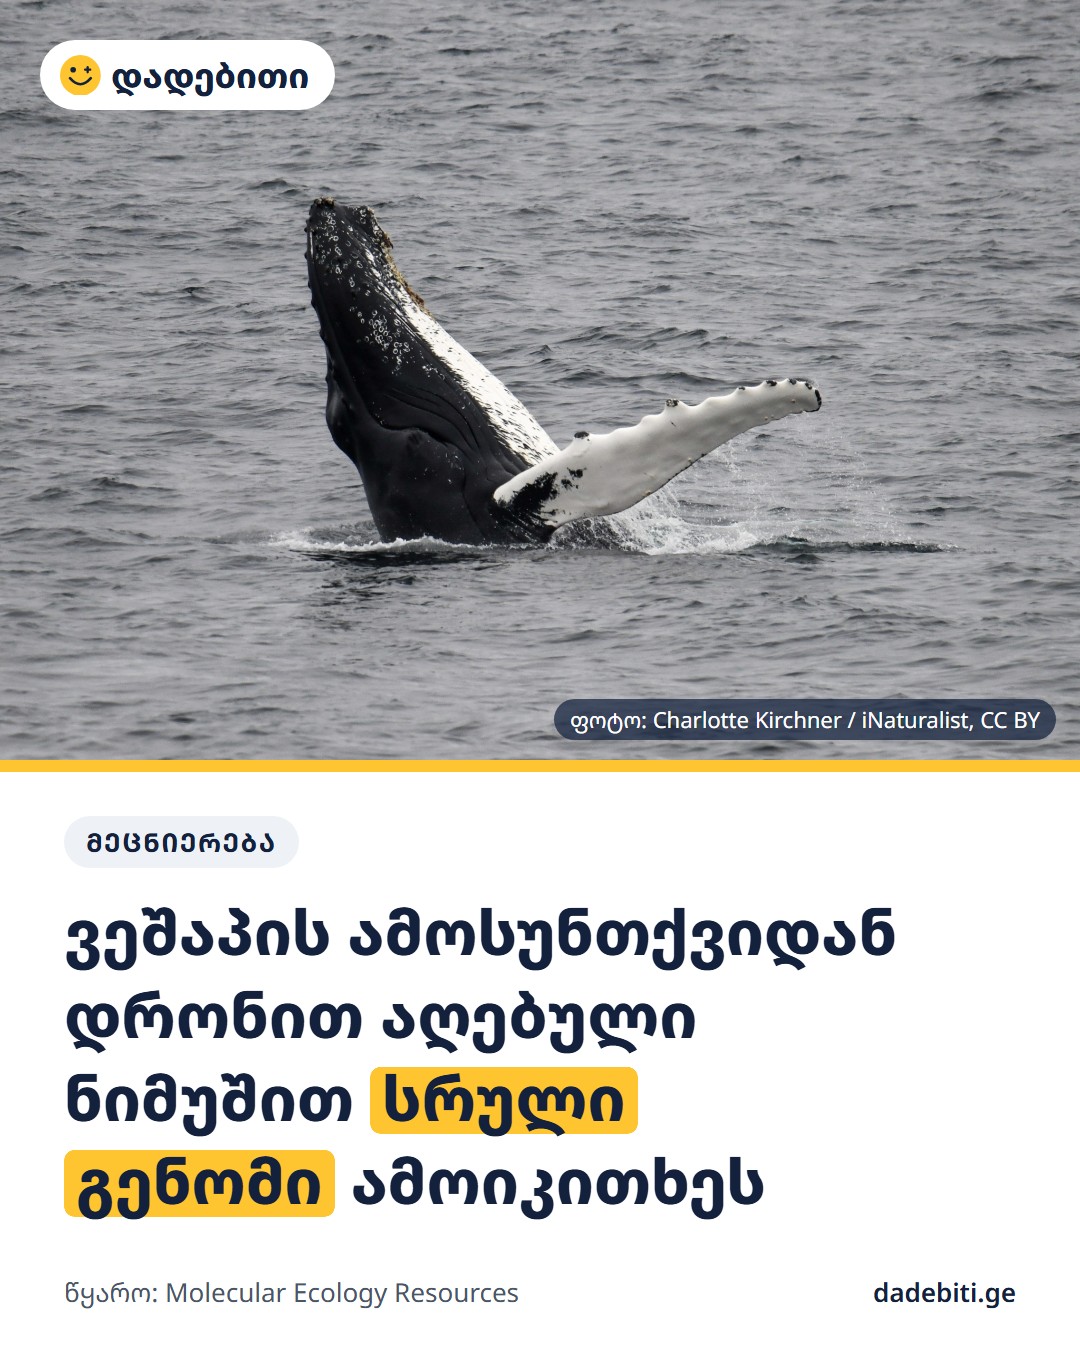 დადებითი
ფოტო: Charlotte Kirchner / iNaturalist, CC BY
მეცნიერება
ვეშაპის ამოსუნთქვიდან
დრონით აღებული
ნიმუშით სრული
გენომი ამოიკითხეს
წყარო: Molecular Ecology Resources
dadebiti.ge